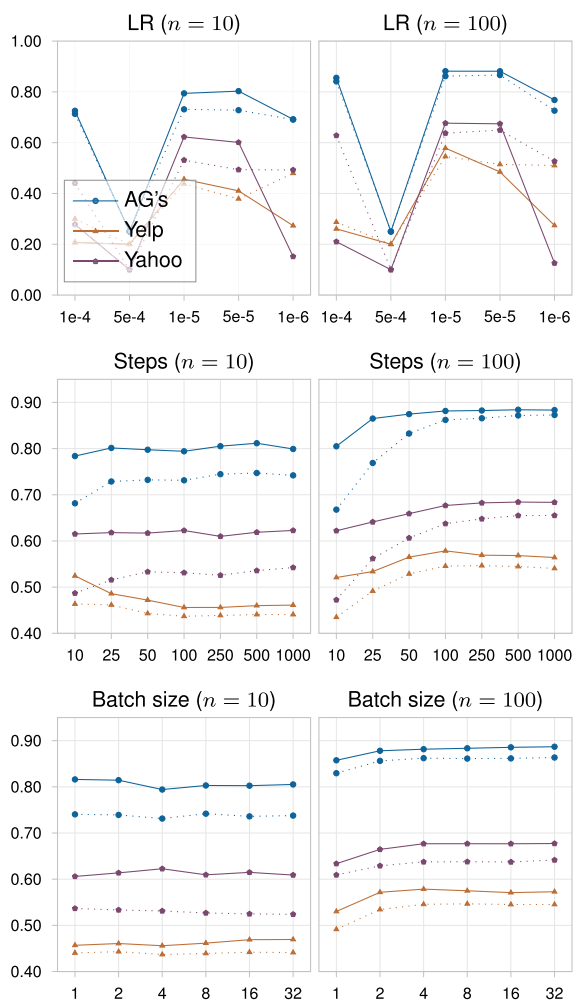 LR (n = 10) LR (n = 100)
1.00
0.80
0.60
0.40
0.20
0.00
AG's
Yelp
Yahoo
1e-4 5e-4 1e-5 5e-5 1e-6 1e-4 5e-4 1e-5 5e-5 1e-6
Steps (n = 10) Steps (n = 100)
0.90
0.80
0.70
0.60
0.50
0.40
10 25 50 100 250 500 1000 10 25 50 100 250 500 1000
Batch size (n = 10) Batch size (n = 100)
0.90
0.80
0.70
0.60
0.50
0.40
1 2 4 8 16 32 1 2 4 8 16 32